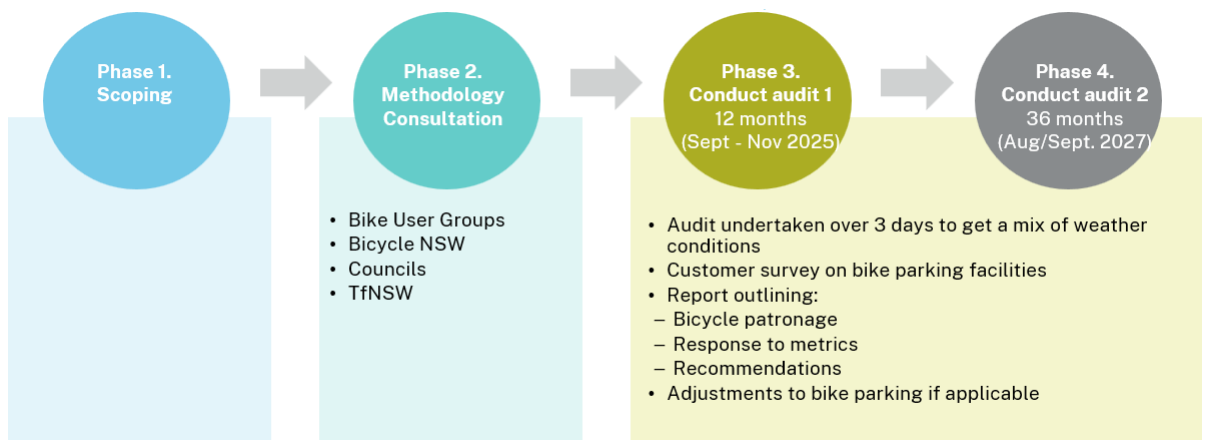 Phase 1.
Scoping
Phase 2.
Methodology
Consultation
Phase 3.
Conduct audit 1
12 months
(Sept - Nov 2025)
Phase 4.
Conduct audit 2
36 months
(Aug/Sept. 2027)
• Bike User Groups
• Bicycle NSW
• Councils
• TfNSW
• Audit undertaken over 3 days to get a mix of weather
conditions
• Customer survey on bike parking facilities
• Report outlining:
– Bicycle patronage
– Response to metrics
– Recommendations
• Adjustments to bike parking if applicable